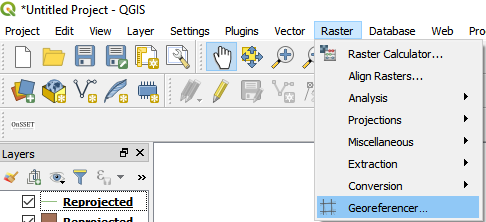 *Untitled Project - QGIS
Project Edit View Layer Settings Plugins Vector Raster Database Web Pro
Raster Calculator...
Align Rasters...
Analysis
Projections
OnSSET
Miscellaneous
Layers
Extraction
Conversion
Reprojected
Georeferencer...
Reprojected